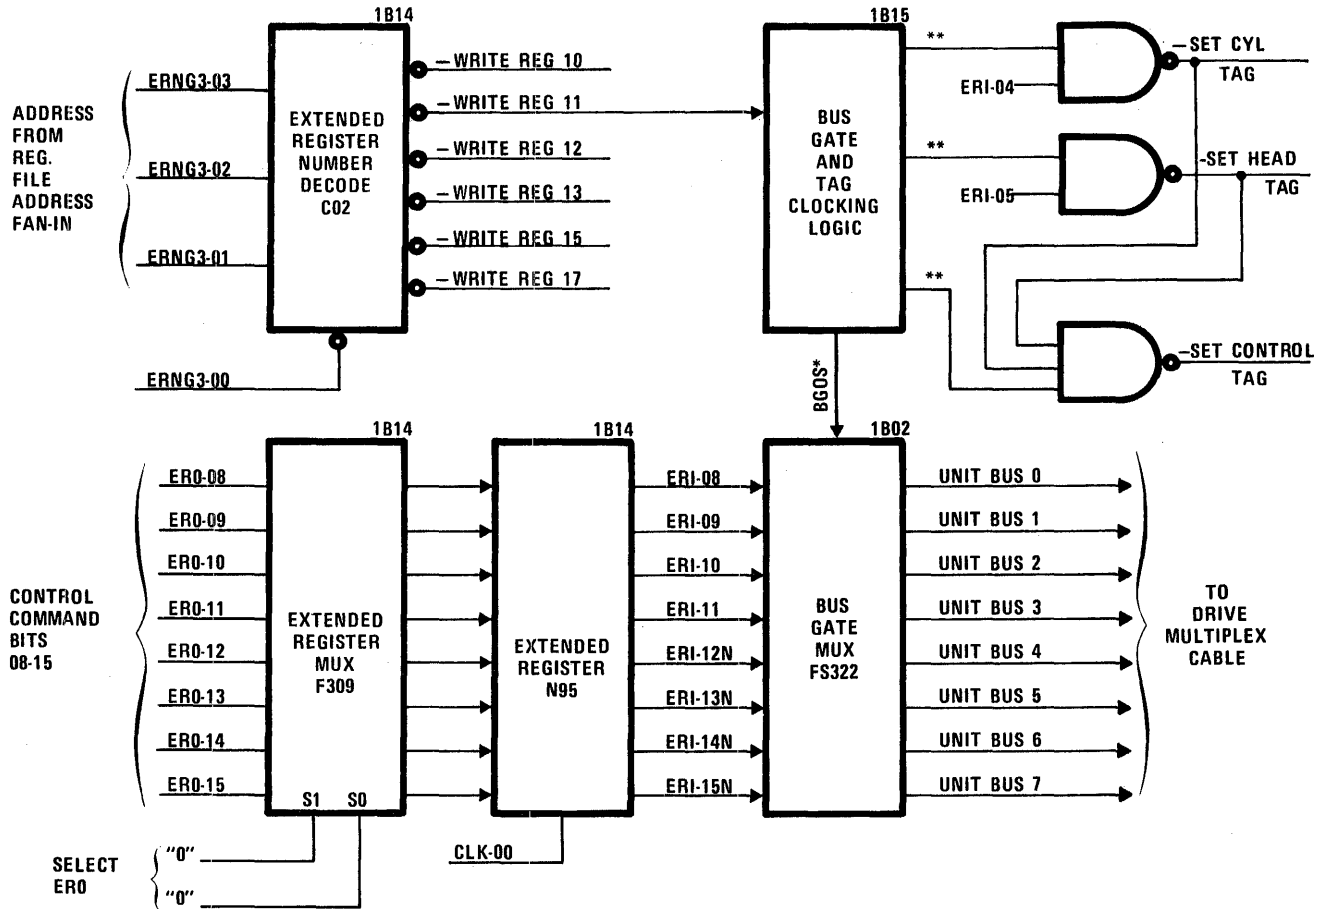 1B14
ERNG3-03
ADDRESS
FROM
REG.
FILE
ADDRESS
FAN-IN
ERNG3-02
ERNG3-01
ERNG3-00
EXTENDED
REGISTER
NUMBER
DECODE
C02
—WRITE REG 10
—WRITE REG 11
—WRITE REG 12
—WRITE REG 13
—WRITE REG 15
—WRITE REG 17
1B15
BUS
GATE
AND
TAG
CLOCKING
LOGIC
**
ERI-04
—SET CYL
TAG
**
ERI-05
-SET HEAD
TAG
**
—SET CONTROL
TAG
BGOS*
1B14
CONTROL
COMMAND
BITS
08-15
ER0-08
ER0-09
ER0-10
ER0-11
ER0-12
ER0-13
ER0-14
ER0-15
EXTENDED
REGISTER
MUX
F309
S1 S0
SELECT
ER0
"0"
"0"
1B14
EXTENDED
REGISTER
N95
CLK-00
ERI-08
ERI-09
ERI-10
ERI-11
ERI-12N
ERI-13N
ERI-14N
ERI-15N
1B02
BUS
GATE
MUX
FS322
UNIT BUS 0
UNIT BUS 1
UNIT BUS 2
UNIT BUS 3
UNIT BUS 4
UNIT BUS 5
UNIT BUS 6
UNIT BUS 7
TO
DRIVE
MULTIPLEX
CABLE